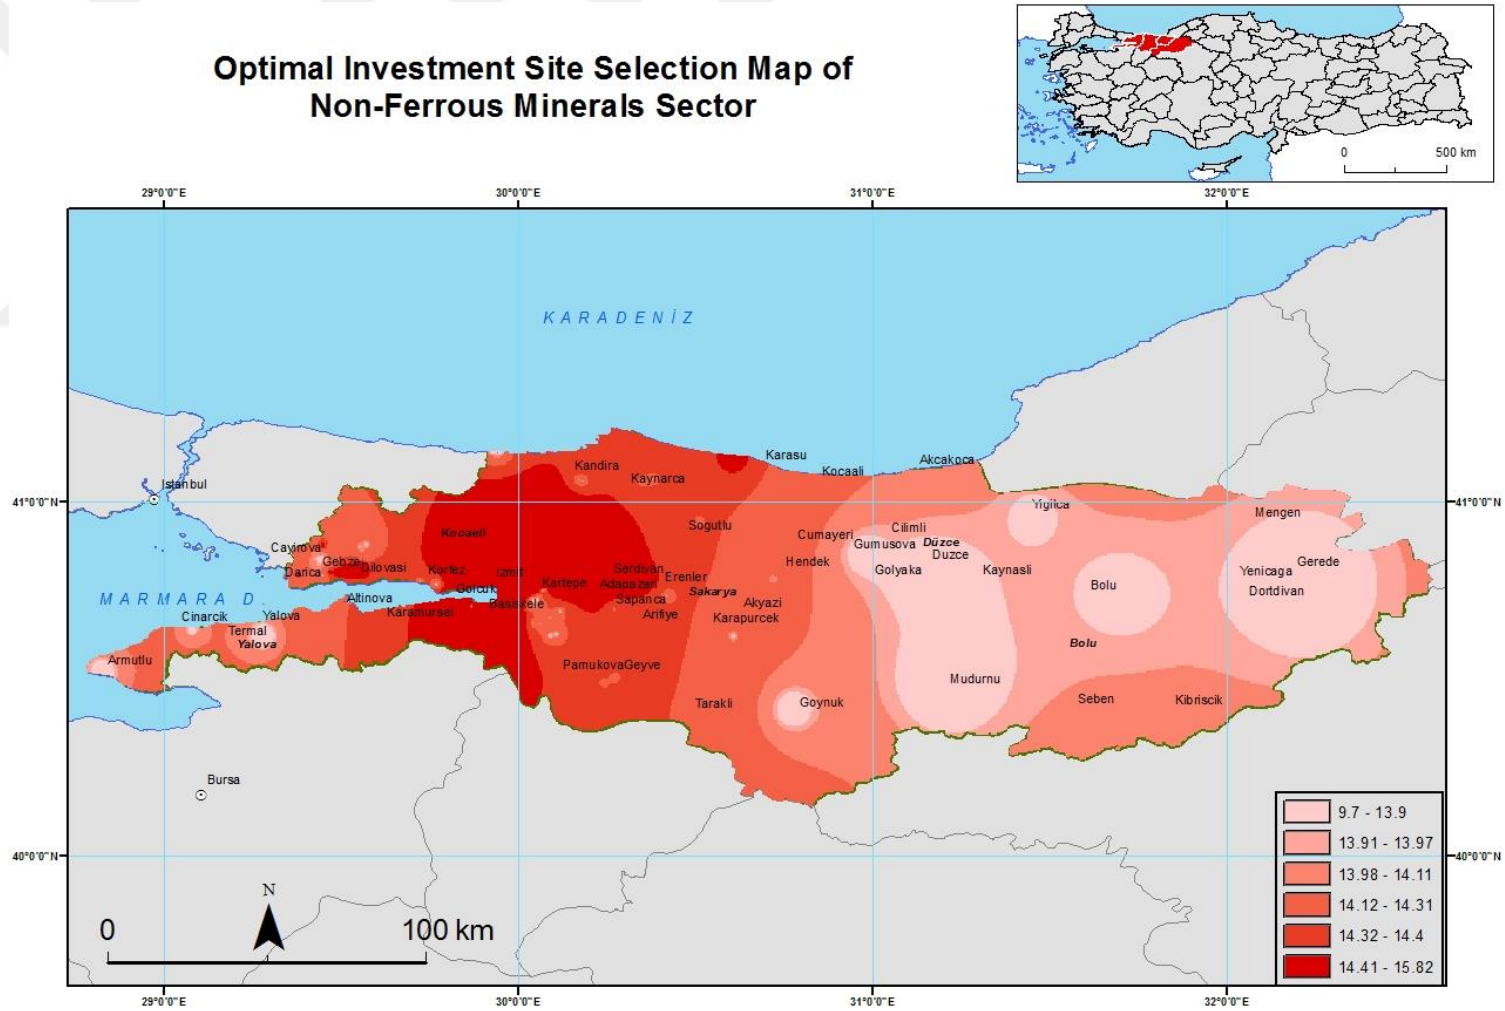 Optimal Investment Site Selection Map of
Non-Ferrous Minerals Sector
0 500 km
29°0'0"E 30°0'0"E 31°0'0"E 32°0'0"E
KARADENİZ
Istanbul
41°0'0"N
41°0'0"N
Kandira
Kaynarca
Karasu
Kocaali
Akcakoca
Kocaeli
Sogutlu
Cumayeri
Cilimli
Yigilca
Mengen
Cayirova
Gebze
Dilovasi
Darica
Korfez
Izmit
Golcuk
Kartepe
Basiskele
Serdivan
Adapazari
Erenler
Sakarya
Sapanca
Arifiye
Hendek
Gumusova
Düzce
Duzce
Golyaka
Kaynasli
Bolu
Yenicaga
Gerede
Dortdivan
MARMARA D.
Altinova
Karamursel
Cinarcik
Yalova
Termal
Yalova
Armutlu
Akyazi
Karapurcek
Bolu
Pamukova
Geyve
Tarakli
Goynuk
Mudurnu
Seben
Kibriscik
Bursa
40°0'0"N
40°0'0"N
9.7 - 13.9
13.91 - 13.97
13.98 - 14.11
14.12 - 14.31
14.32 - 14.4
14.41 - 15.82
N
0 100 km
29°0'0"E 30°0'0"E 31°0'0"E 32°0'0"E